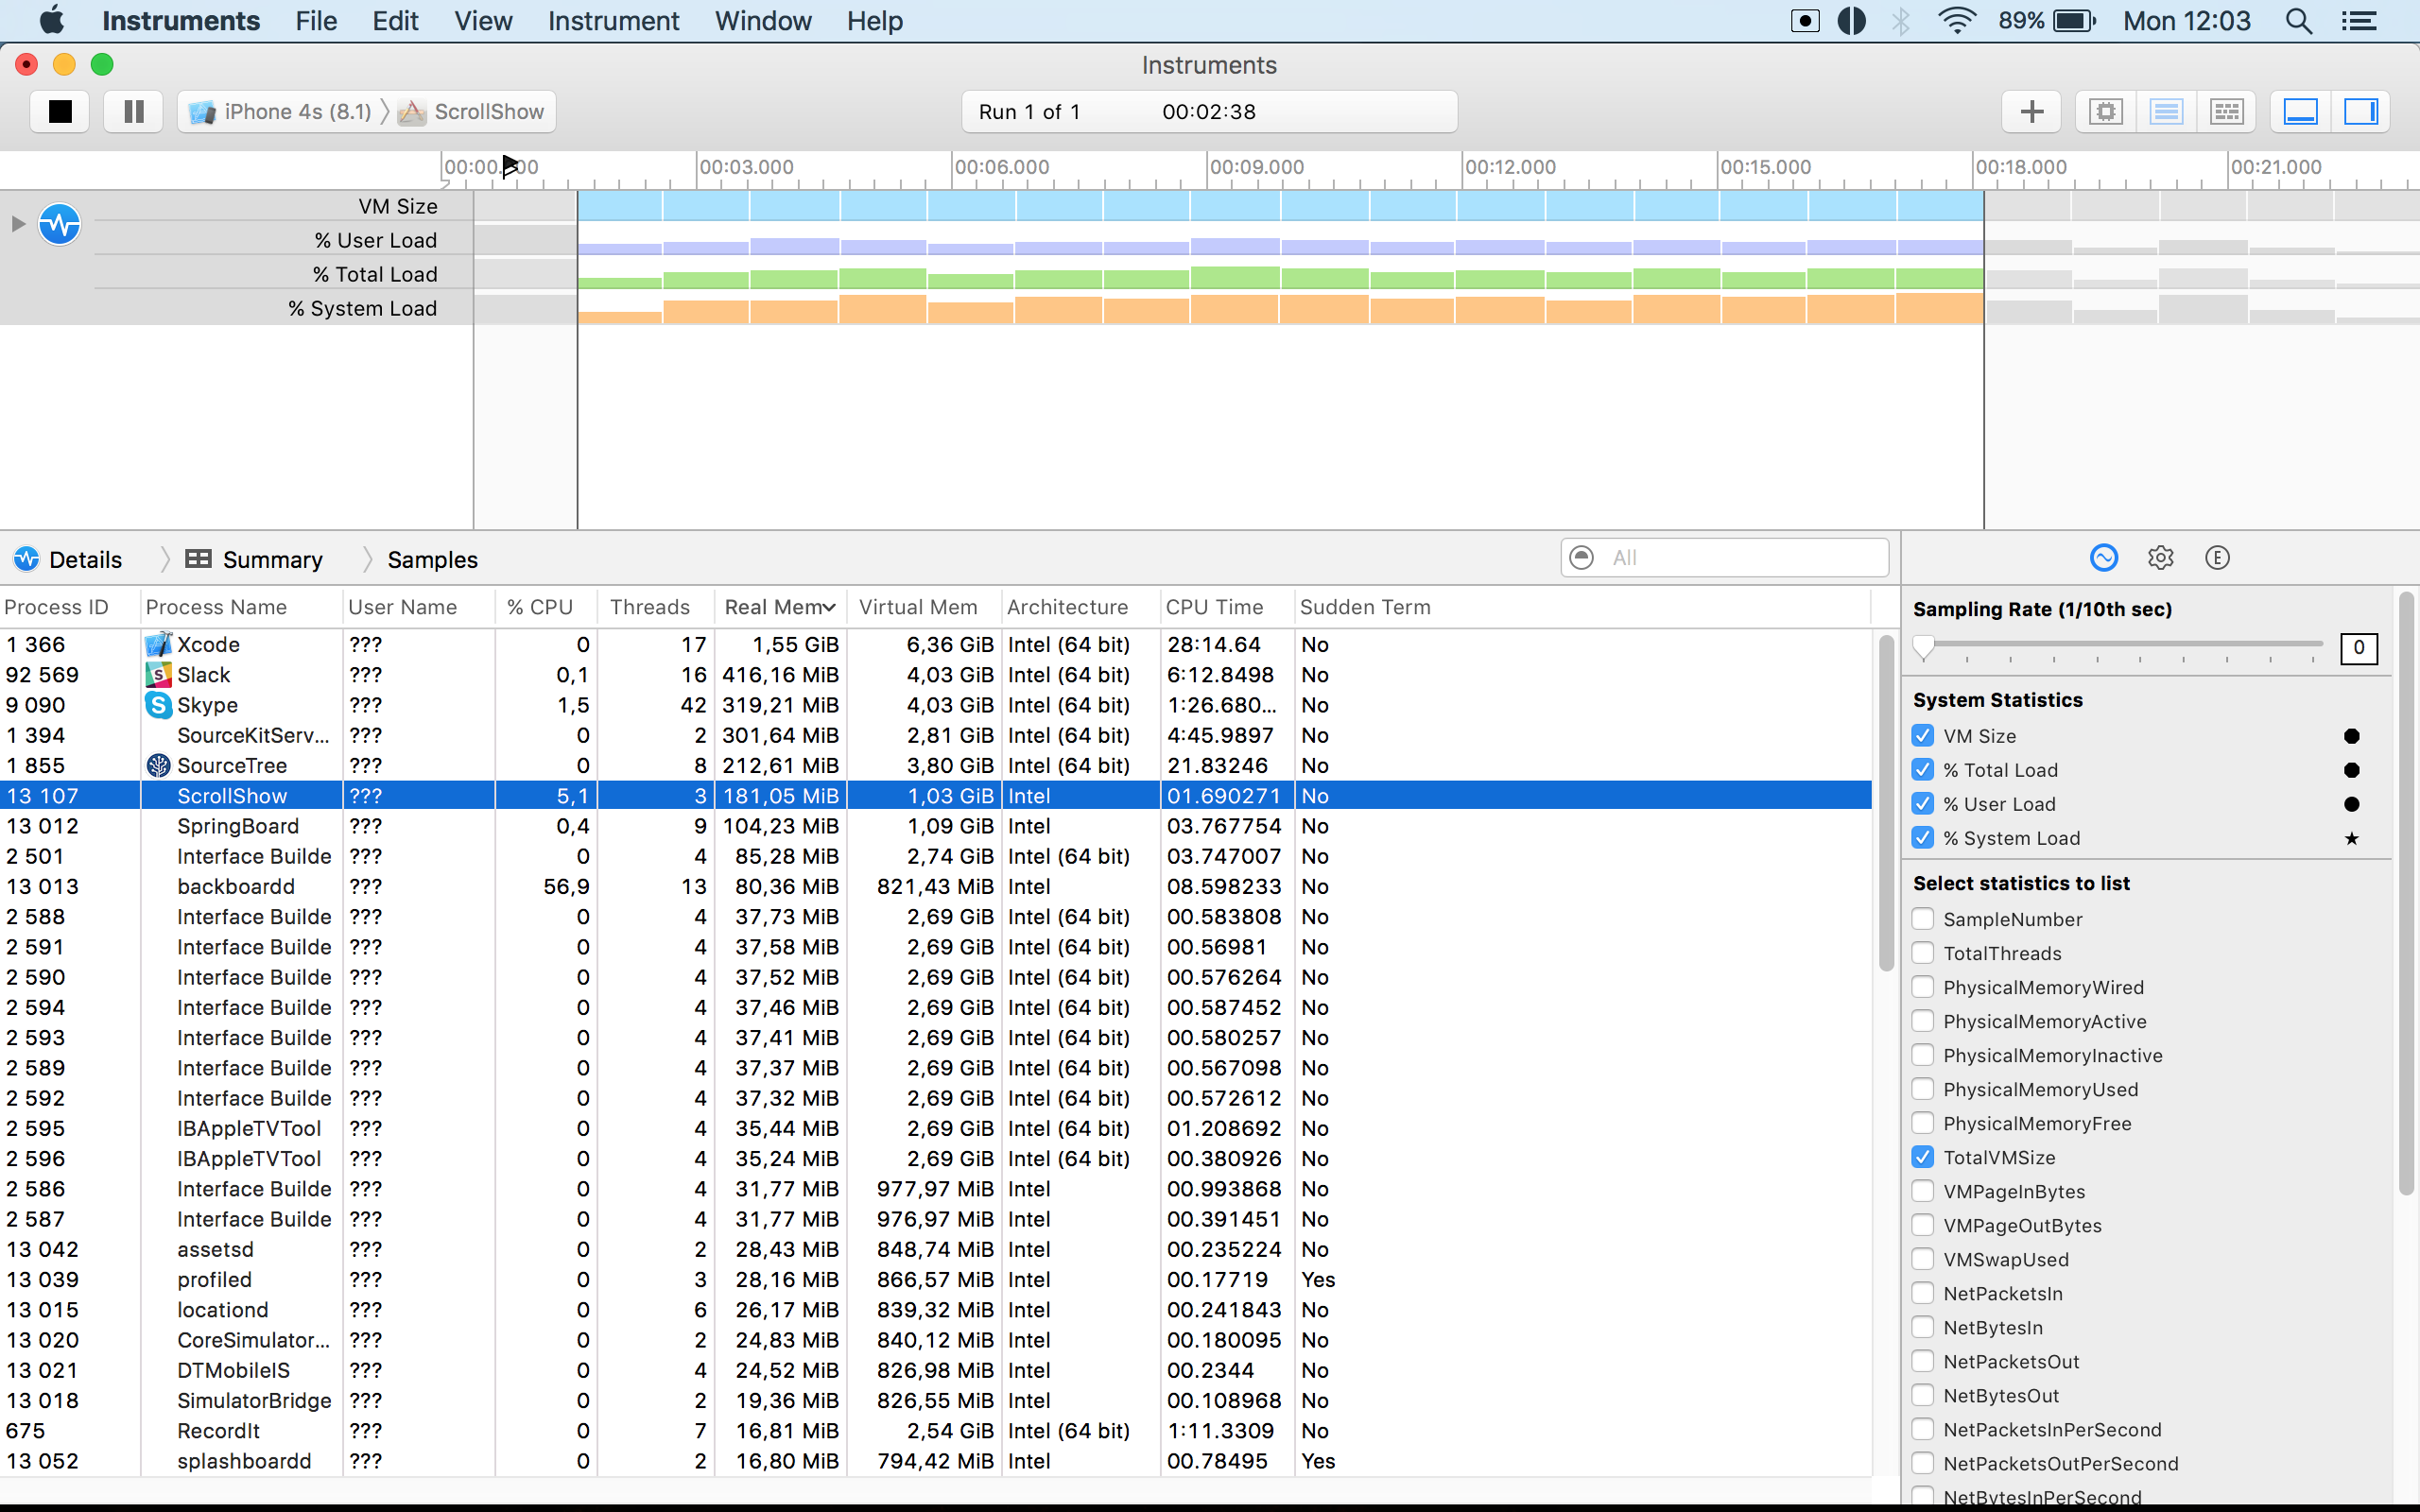 Instruments File Edit View Instrument Window Help 89% Mon 12:03
Instruments
iPhone 4s (8.1) ScrollShow Run 1 of 1 00:02:38
00:03.000 00:06.000 00:09.000 00:12.000 00:15.000 00:18.000 00:21.000
VM Size
% User Load
% Total Load
% System Load
Details Summary Samples All
Process ID Process Name User Name % CPU Threads Real Mem Virtual Mem Architecture CPU Time Sudden Term
1 366 Xcode ??? 0 17 1,55 GiB 6,36 GiB Intel (64 bit) 28:14.64 No
92 569 Slack ??? 0,1 16 416,16 MiB 4,03 GiB Intel (64 bit) 6:12.8498 No
9 090 Skype ??? 1,5 42 319,21 MiB 4,03 GiB Intel (64 bit) 1:26.680... No
1 394 SourceKitServ... ??? 0 2 301,64 MiB 2,81 GiB Intel (64 bit) 4:45.9897 No
1 855 SourceTree ??? 0 8 212,61 MiB 3,80 GiB Intel (64 bit) 21.83246 No
13 107 ScrollShow ??? 5,1 3 181,05 MiB 1,03 GiB Intel 01.690271 No
13 012 SpringBoard ??? 0,4 9 104,23 MiB 1,09 GiB Intel 03.767754 No
2 501 Interface Builde ??? 0 4 85,28 MiB 2,74 GiB Intel (64 bit) 03.747007 No
13 013 backboardd ??? 56,9 13 80,36 MiB 821,43 MiB Intel 08.598233 No
2 588 Interface Builde ??? 0 4 37,73 MiB 2,69 GiB Intel (64 bit) 00.583808 No
2 591 Interface Builde ??? 0 4 37,58 MiB 2,69 GiB Intel (64 bit) 00.56981 No
2 590 Interface Builde ??? 0 4 37,52 MiB 2,69 GiB Intel (64 bit) 00.576264 No
2 594 Interface Builde ??? 0 4 37,46 MiB 2,69 GiB Intel (64 bit) 00.587452 No
2 593 Interface Builde ??? 0 4 37,41 MiB 2,69 GiB Intel (64 bit) 00.580257 No
2 589 Interface Builde ??? 0 4 37,37 MiB 2,69 GiB Intel (64 bit) 00.567098 No
2 592 Interface Builde ??? 0 4 37,32 MiB 2,69 GiB Intel (64 bit) 00.572612 No
2 595 IBAppleTVTool ??? 0 4 35,44 MiB 2,69 GiB Intel (64 bit) 01.208692 No
2 596 IBAppleTVTool ??? 0 4 35,24 MiB 2,69 GiB Intel (64 bit) 00.380926 No
2 586 Interface Builde ??? 0 4 31,77 MiB 977,97 MiB Intel 00.993868 No
2 587 Interface Builde ??? 0 4 31,77 MiB 976,97 MiB Intel 00.391451 No
13 042 assetsd ??? 0 2 28,43 MiB 848,74 MiB Intel 00.235224 No
13 039 profiled ??? 0 3 28,16 MiB 866,57 MiB Intel 00.17719 Yes
13 015 locationd ??? 0 6 26,17 MiB 839,32 MiB Intel 00.241843 No
13 020 CoreSimulator... ??? 0 2 24,83 MiB 840,12 MiB Intel 00.180095 No
13 021 DTMobileIS ??? 0 4 24,52 MiB 826,98 MiB Intel 00.2344 No
13 018 SimulatorBridge ??? 0 2 19,36 MiB 826,55 MiB Intel 00.108968 No
675 RecordIt ??? 0 7 16,81 MiB 2,54 GiB Intel (64 bit) 1:11.3309 No
13 052 splashboardd ??? 0 2 16,80 MiB 794,42 MiB Intel 00.78495 Yes
Sampling Rate (1/10th sec)
0
System Statistics
VM Size
% Total Load
% User Load
% System Load
Select statistics to list
SampleNumber
TotalThreads
PhysicalMemoryWired
PhysicalMemoryActive
PhysicalMemoryInactive
PhysicalMemoryUsed
PhysicalMemoryFree
TotalVMSize
VMPageInBytes
VMPageOutBytes
VMSwapUsed
NetPacketsIn
NetBytesIn
NetPacketsOut
NetBytesOut
NetPacketsInPerSecond
NetPacketsOutPerSecond
NetBytesInPerSecond